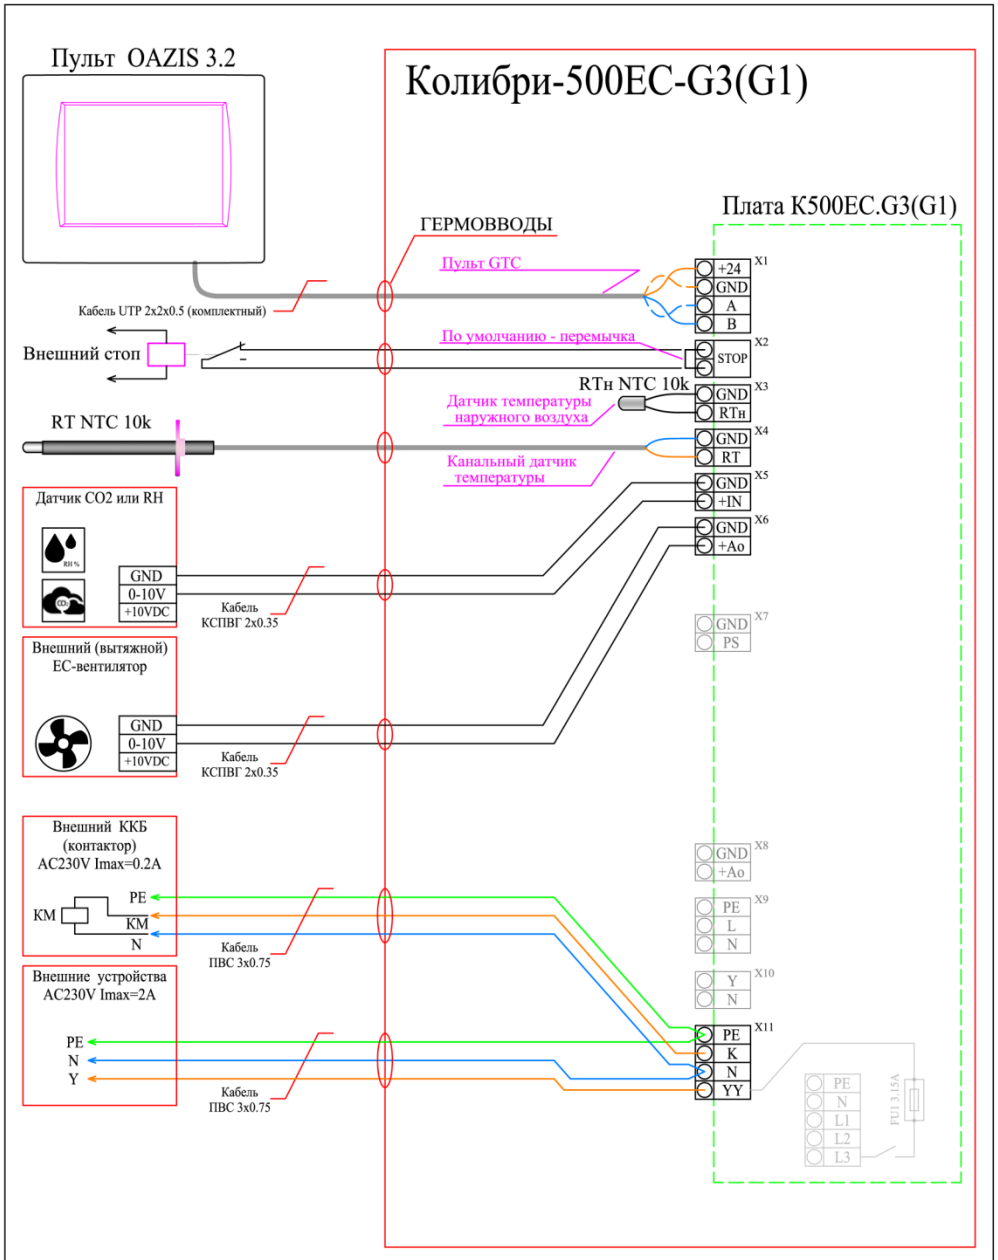 Пульт OAZIS 3.2
Колибри-500ЕС-G3(G1)
Плата К500ЕС.G3(G1)
ГЕРМОВВОДЫ
Пульт GTC
Кабель UTP 2x2x0.5 (комплектный)
X1
+24
GND
A
B
Внешний стоп
По умолчанию - перемычка
X2
STOP
RTн NTC 10k
Датчик температуры
наружного воздуха
X3
GND
RTн
RT NTC 10k
Канальный датчик
температуры
X4
GND
RT
X5
GND
+IN
X6
GND
+Ao
Датчик CO2 или RH
RH %
CO2
GND
0-10V
+10VDC
Кабель
КСПВГ 2x0.35
X7
GND
PS
Внешний (вытяжной)
ЕС-вентилятор
GND
0-10V
+10VDC
Кабель
КСПВГ 2x0.35
Внешний ККБ
(контактор)
AC230V Imax=0.2A
PE
КМ
КМ
N
Кабель
ПВС 3x0.75
X8
GND
+Ao
X9
PE
L
N
X10
Y
N
Внешние устройства
AC230V Imax=2A
PE
N
Y
Кабель
ПВС 3x0.75
X11
PE
K
N
YY
PE
N
L1
L2
L3
FU1 3.15A